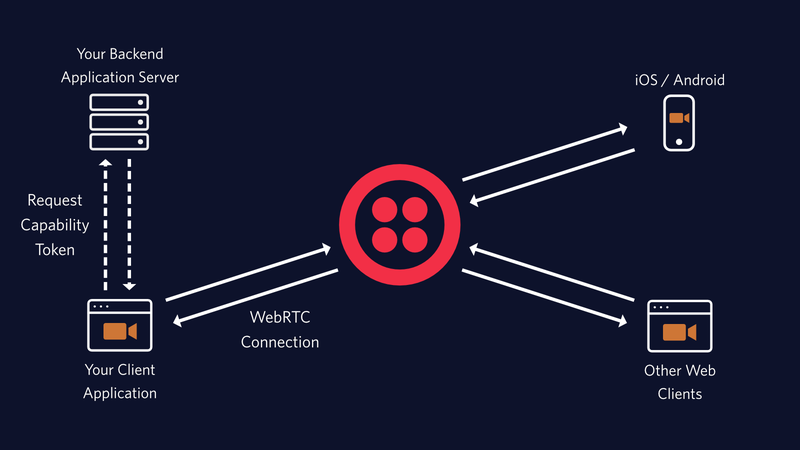 Your Backend
Application Server
iOS / Android
Request
Capability
Token
WebRTC
Connection
Your Client
Application
Other Web
Clients